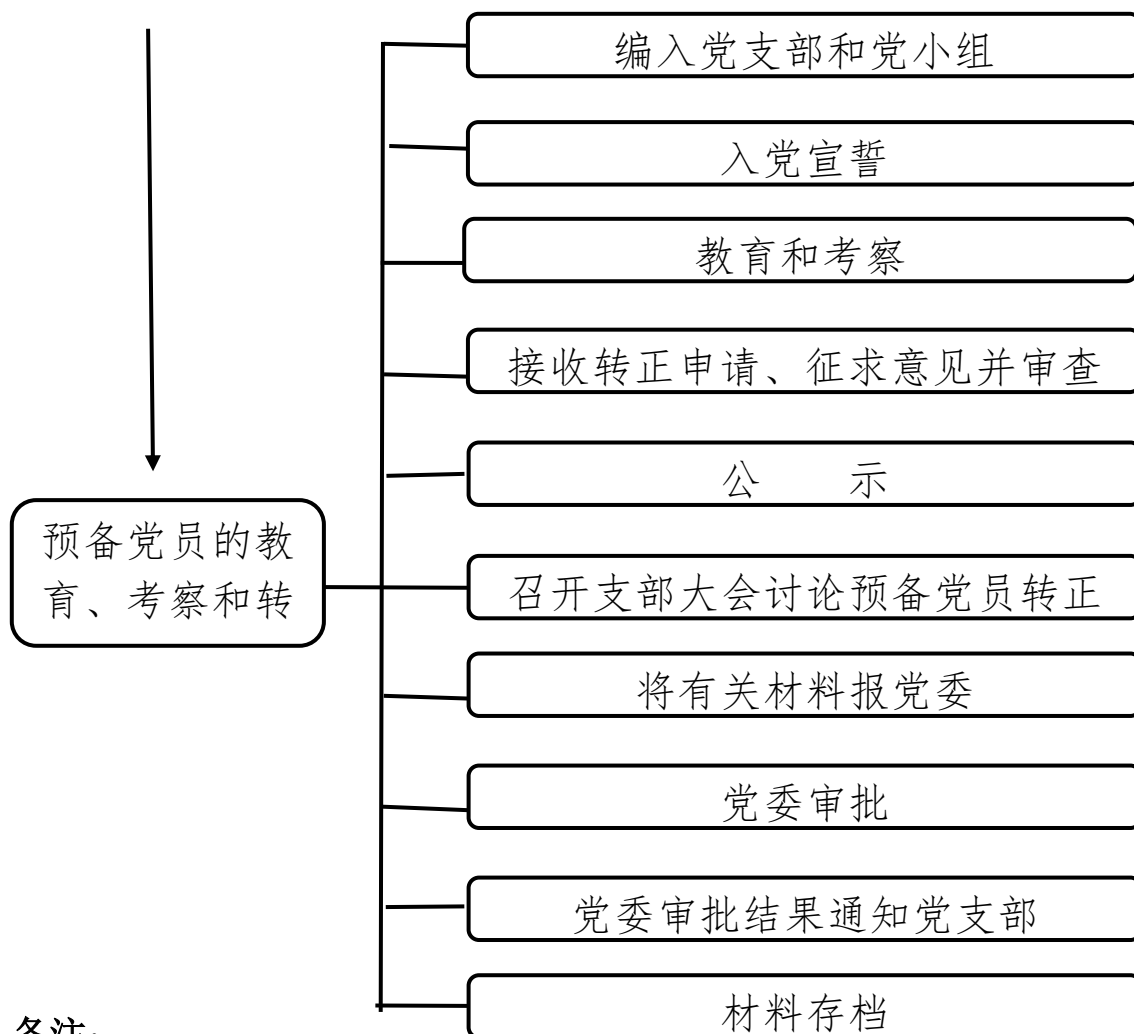 编入党支部和党小组
入党宣誓
教育和考察
接收转正申请、征求意见并审查
公　　示
预备党员的教
育、考察和转
召开支部大会讨论预备党员转正
将有关材料报党委
党委审批
党委审批结果通知党支部
材料存档